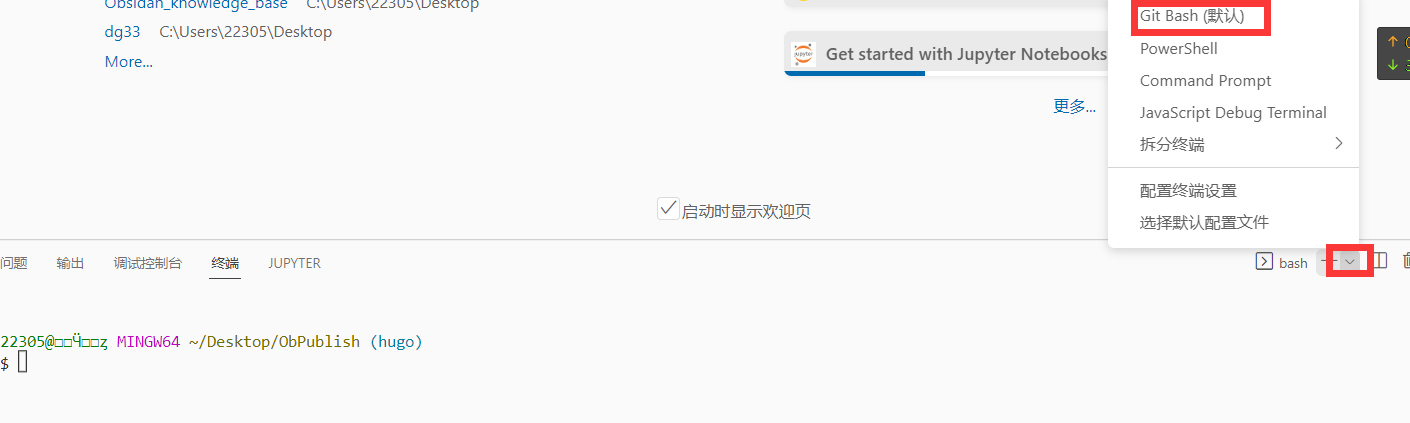 Obsidian_knowledge_base C:\Users\22305\Desktop
Git Bash (默认)
dg33 C:\Users\22305\Desktop
PowerShell
Get started with Jupyter Notebooks
More...
Command Prompt
更多...
JavaScript Debug Terminal
拆分终端
配置终端设置
启动时显示欢迎页
选择默认配置文件
问题 输出 调试控制台 终端 JUPYTER bash
22305@□□Ӵ□□ʐ MINGW64 ~/Desktop/ObPublish (hugo)
$